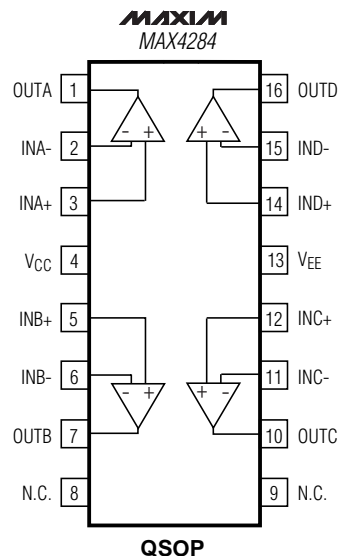 MAXIM
MAX4284
OUTA 1 16 OUTD
- + + -
INA- 2 15 IND-
INA+ 3 14 IND+
VCC 4 13 VEE
INB+ 5 12 INC+
INB- 6 11 INC-
- + + -
OUTB 7 10 OUTC
N.C. 8 9 N.C.
QSOP